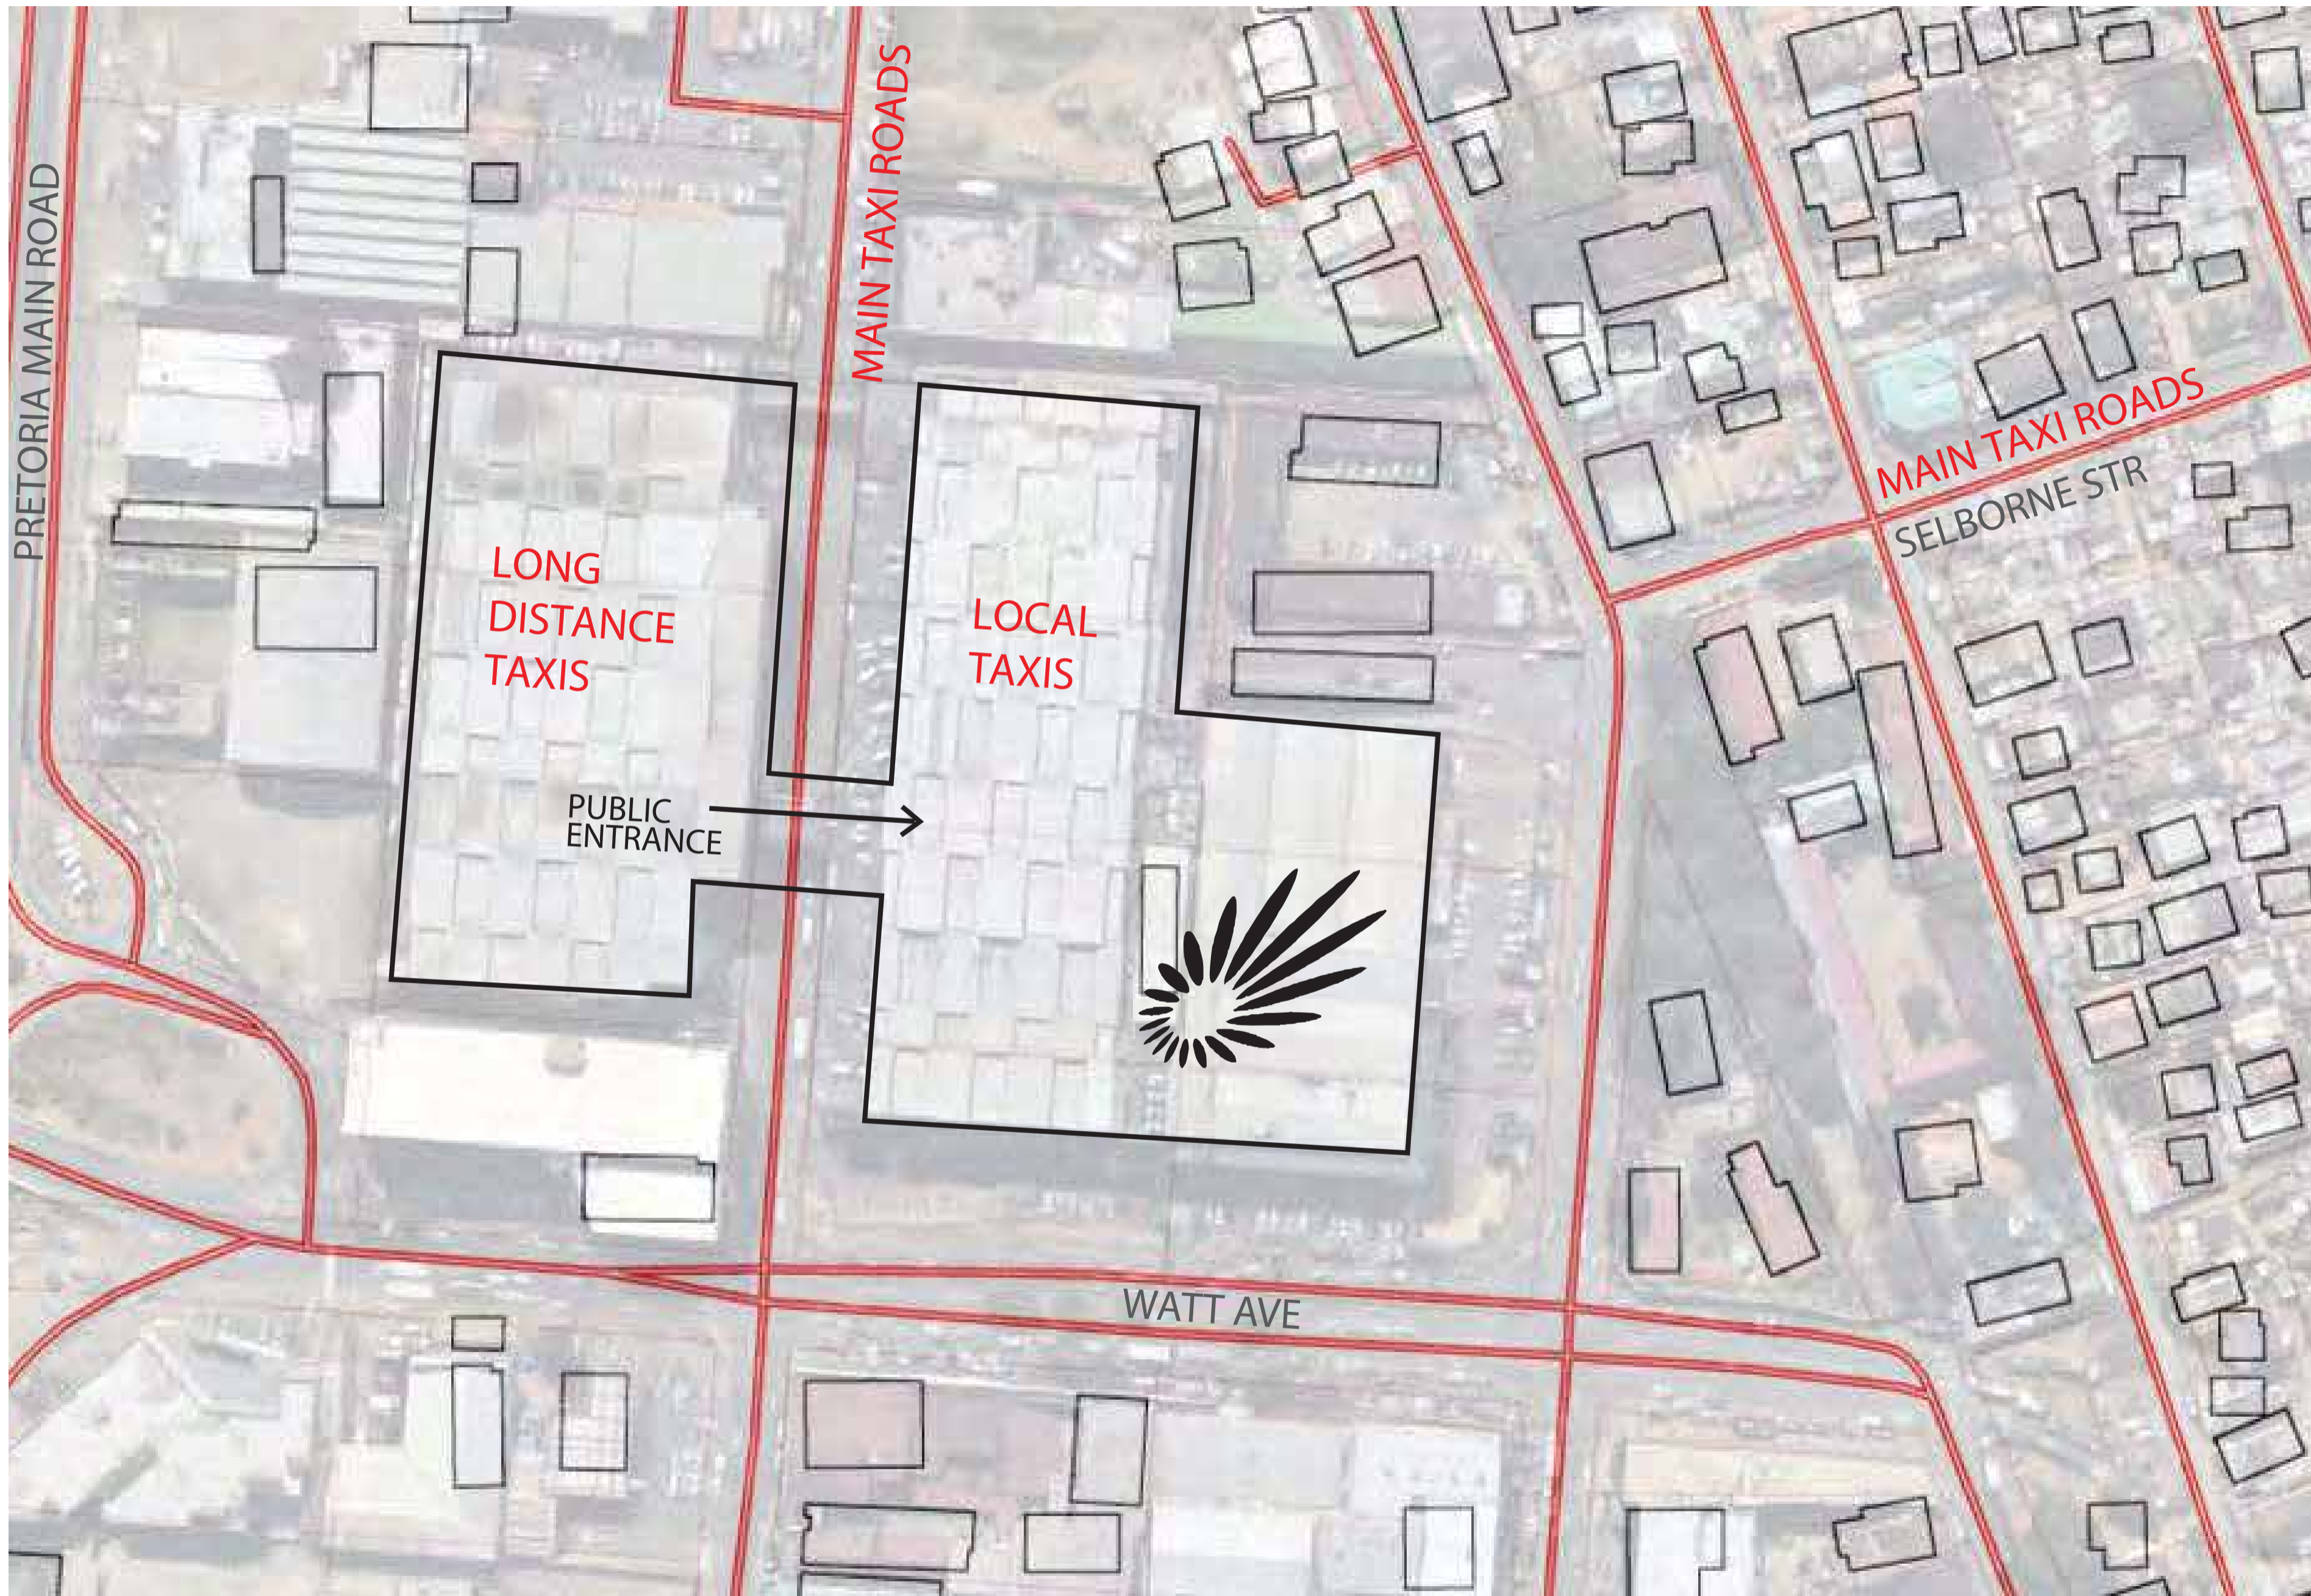 PRETORIA MAIN ROAD
MAIN TAXI ROADS
MAIN TAXI ROADS
SELBORNE STR
LONG
DISTANCE
TAXIS
LOCAL
TAXIS
PUBLIC
ENTRANCE
WATT AVE